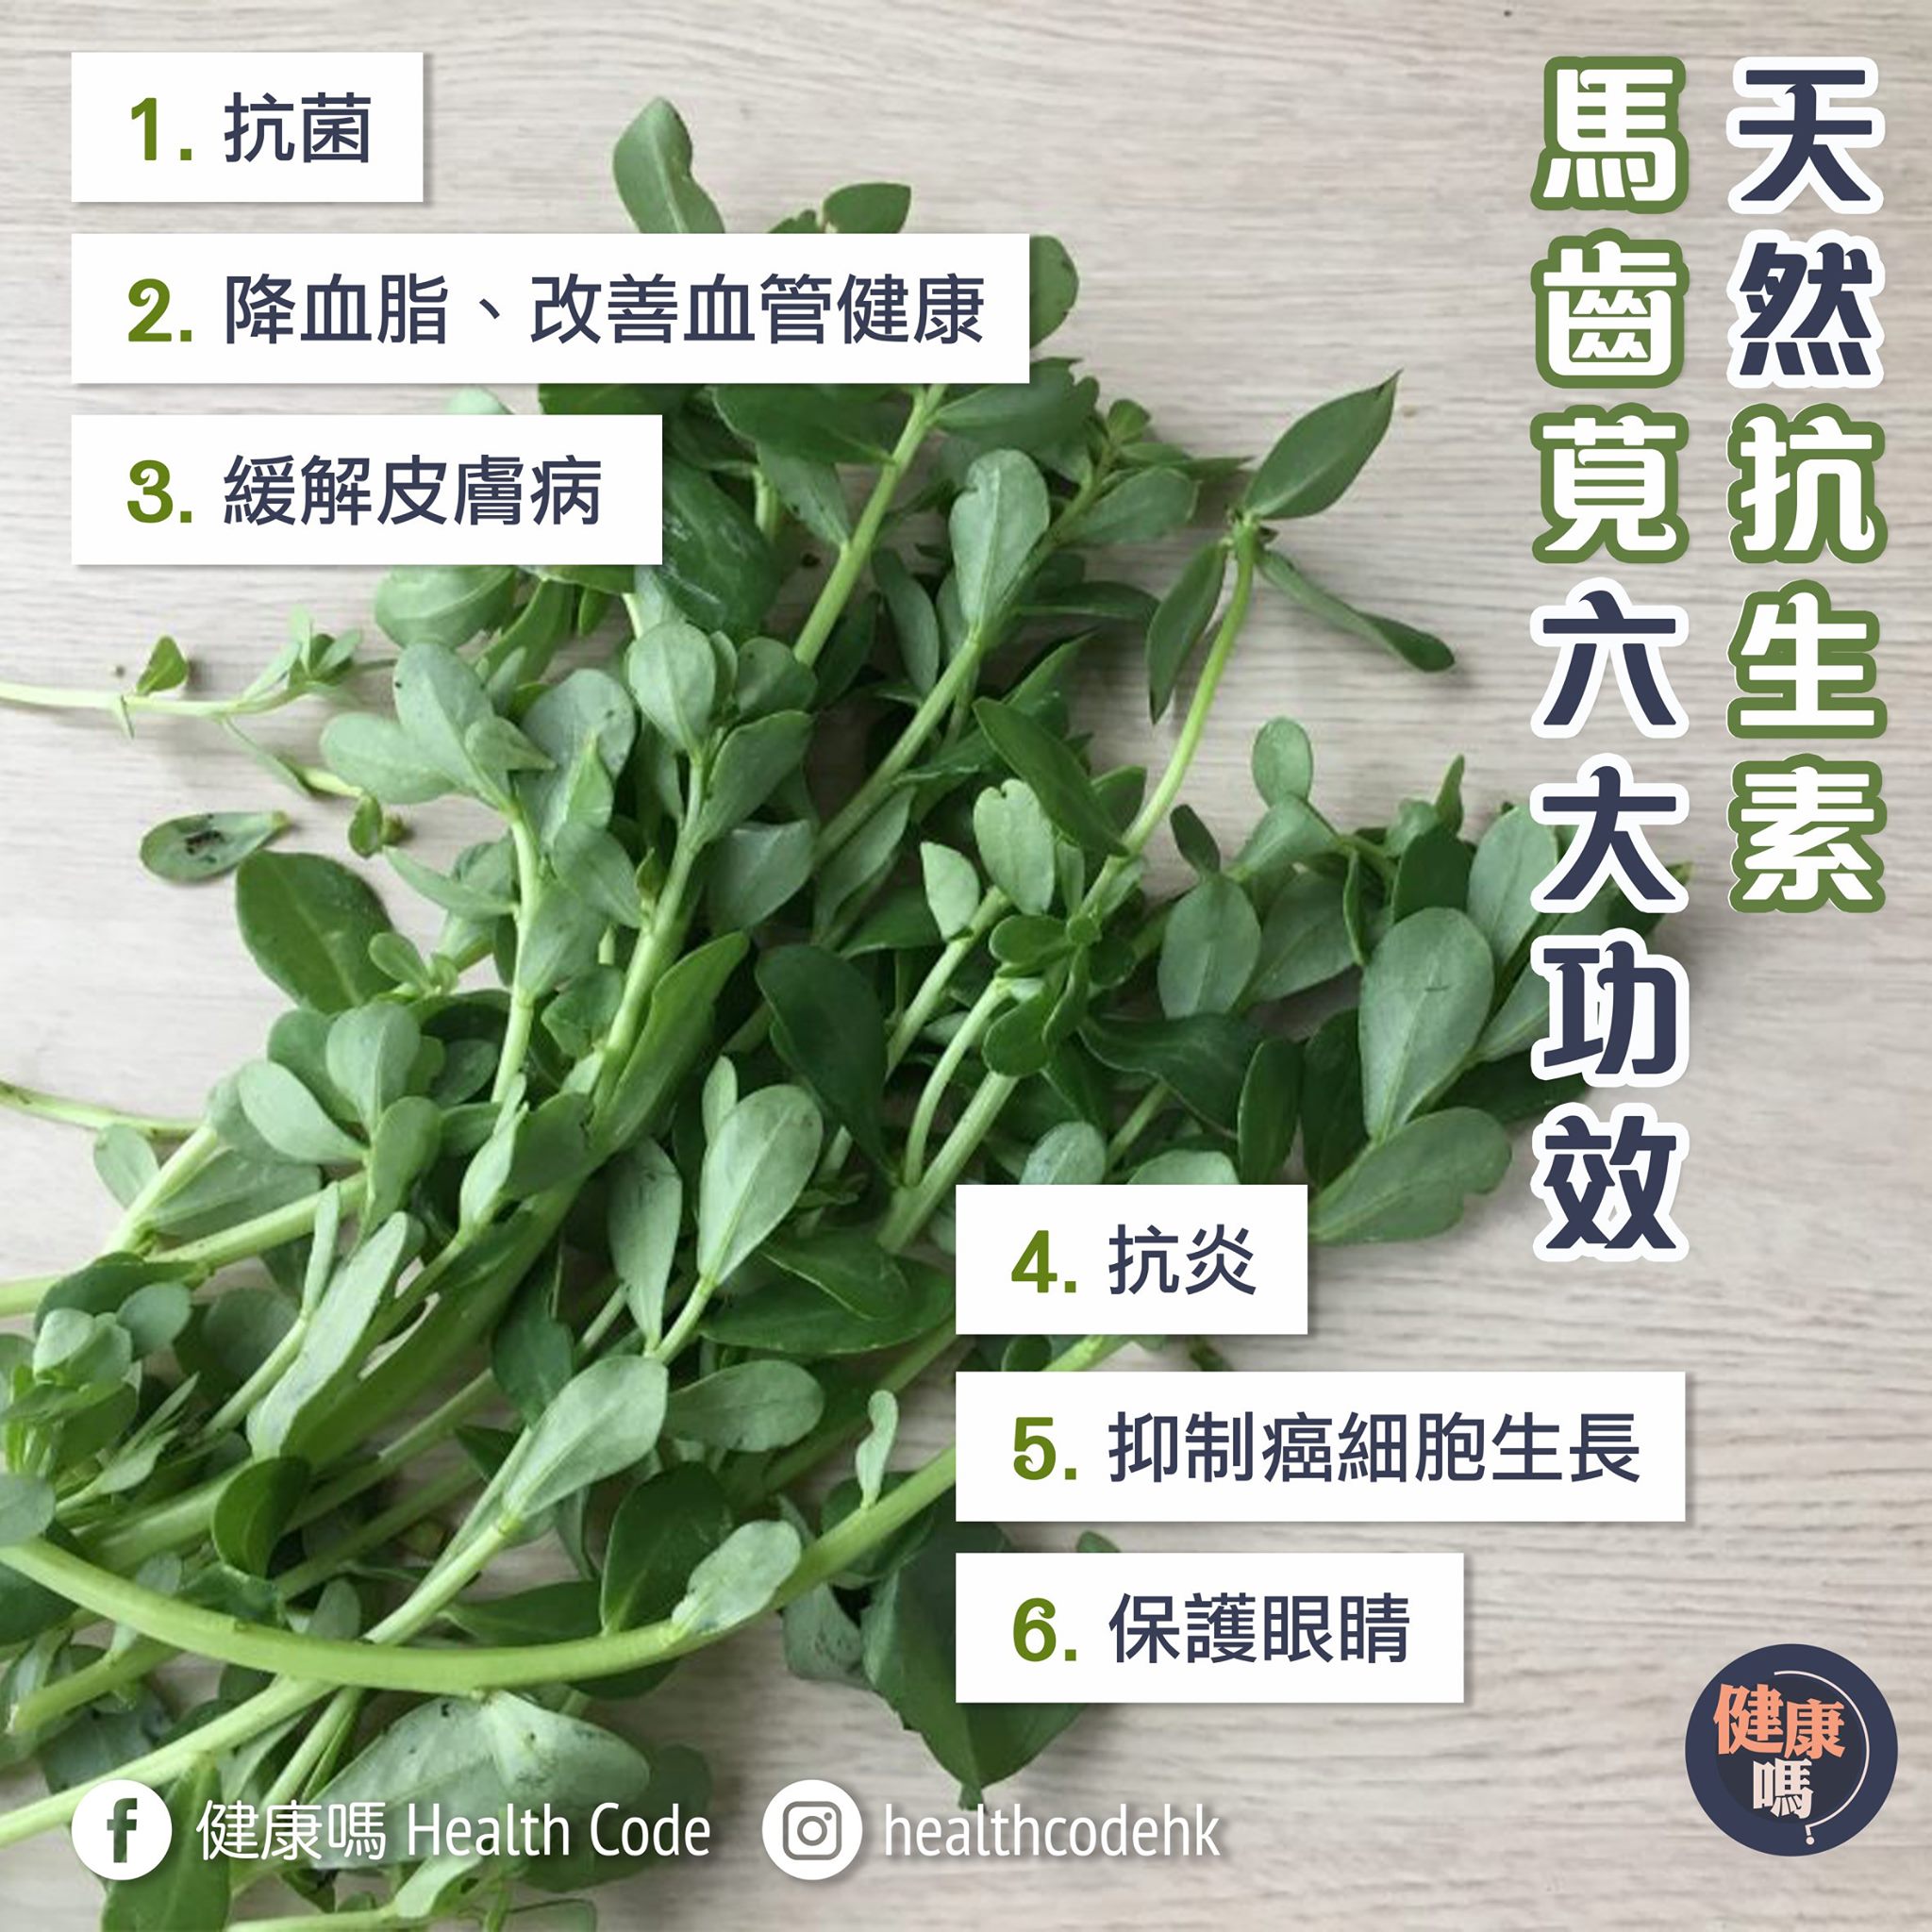 天然抗生素
馬齒莧六大功效
1. 抗菌
2. 降血脂、改善血管健康
3. 緩解皮膚病
4. 抗炎
5. 抑制癌細胞生長
6. 保護眼睛
健康嗎 Health Code
healthcodehk
健康
嗎?